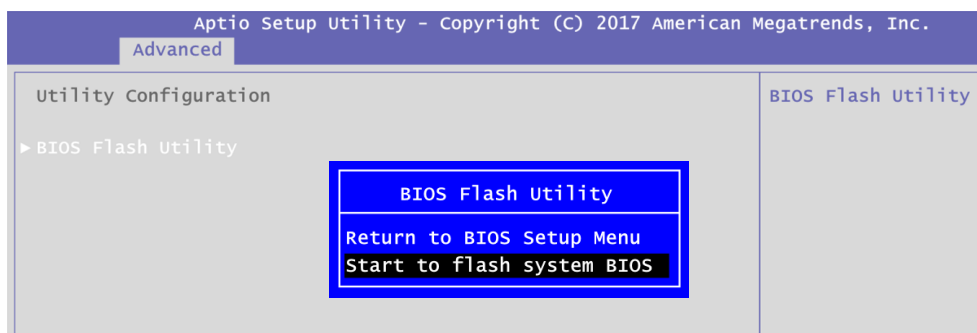 Aptio Setup Utility - Copyright (C) 2017 American Megatrends, Inc.
Advanced
Utility Configuration
BIOS Flash Utility
▶ BIOS Flash Utility
BIOS Flash Utility
Return to BIOS Setup Menu
Start to flash system BIOS